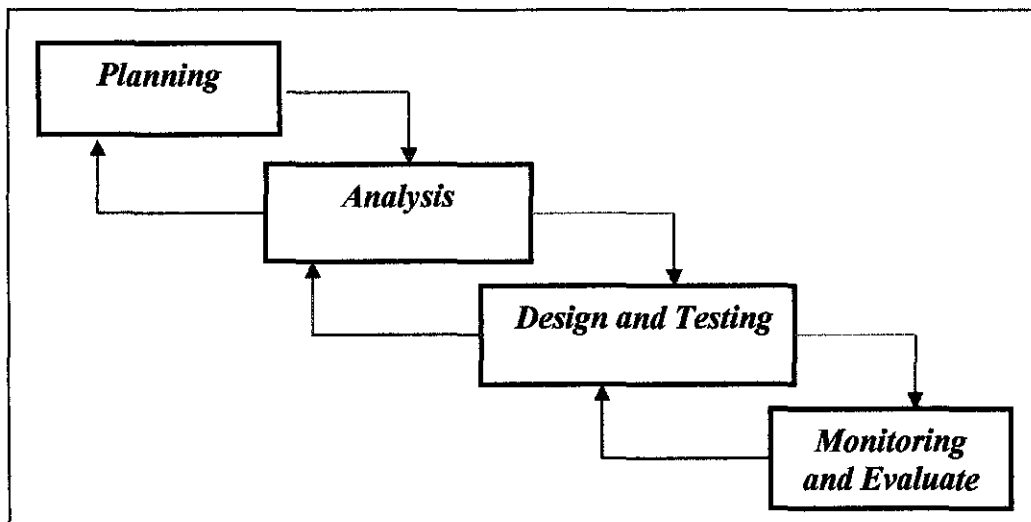 Planning
Analysis
Design and Testing
Monitoring
and Evaluate